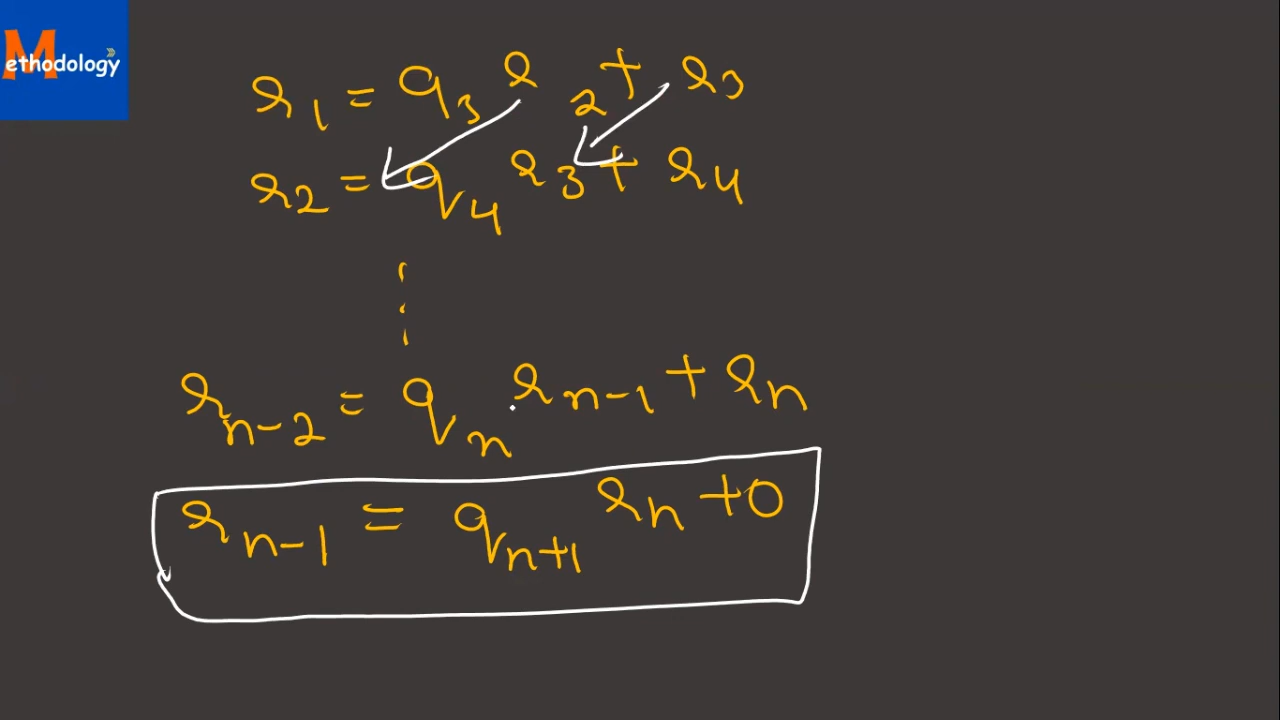 Methodology
r₁ = q₃ r₂ + r₃
r₂ = q₄ r₃ + r₄
⋮
rₙ₋₂ = qₙ rₙ₋₁ + rₙ
rₙ₋₁ = qₙ₊₁ rₙ + 0